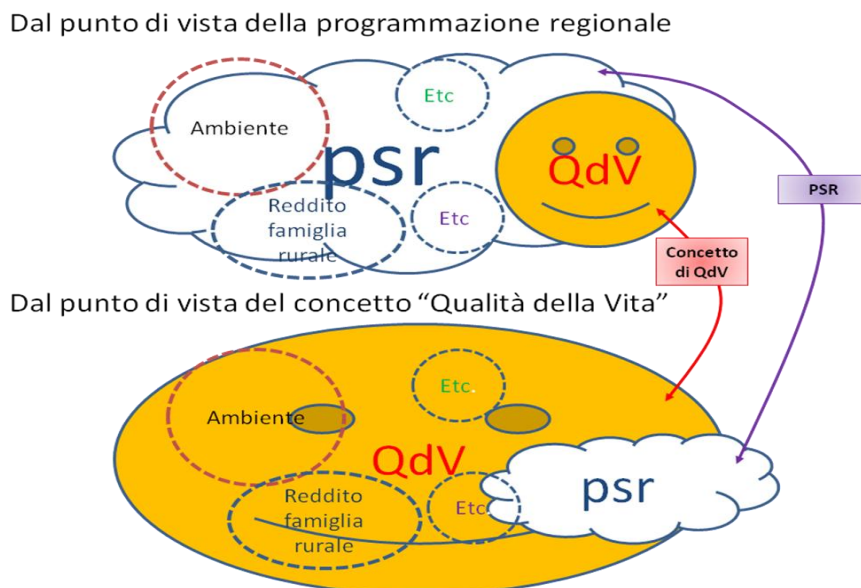 Dal punto di vista della programmazione regionale
Etc
Ambiente
psr
QdV
Reddito
famiglia
rurale
Etc
PSR
Concetto
di QdV
Dal punto di vista del concetto “Qualità della Vita”
Etc.
Ambiente
QdV
psr
Reddito
famiglia
rurale
Etc